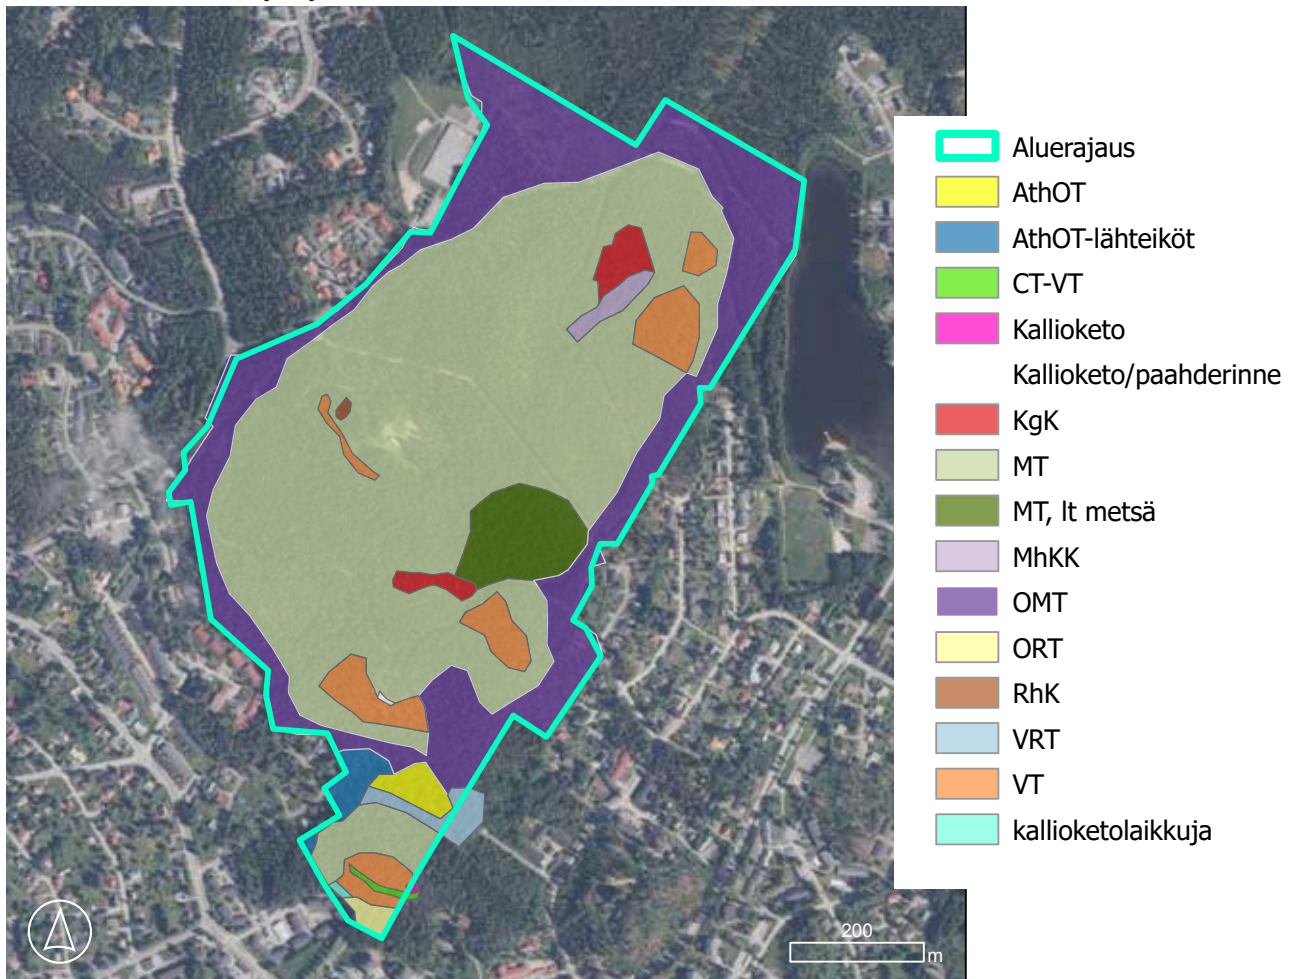 Aluerajaus
AthOT
AthOT-lähteiköt
CT-VT
Kallioketo
Kallioketo/paahderinne
KgK
MT
MT, lt metsä
MhKK
OMT
ORT
RhK
VRT
VT
kallioketolaikkuja
200
m